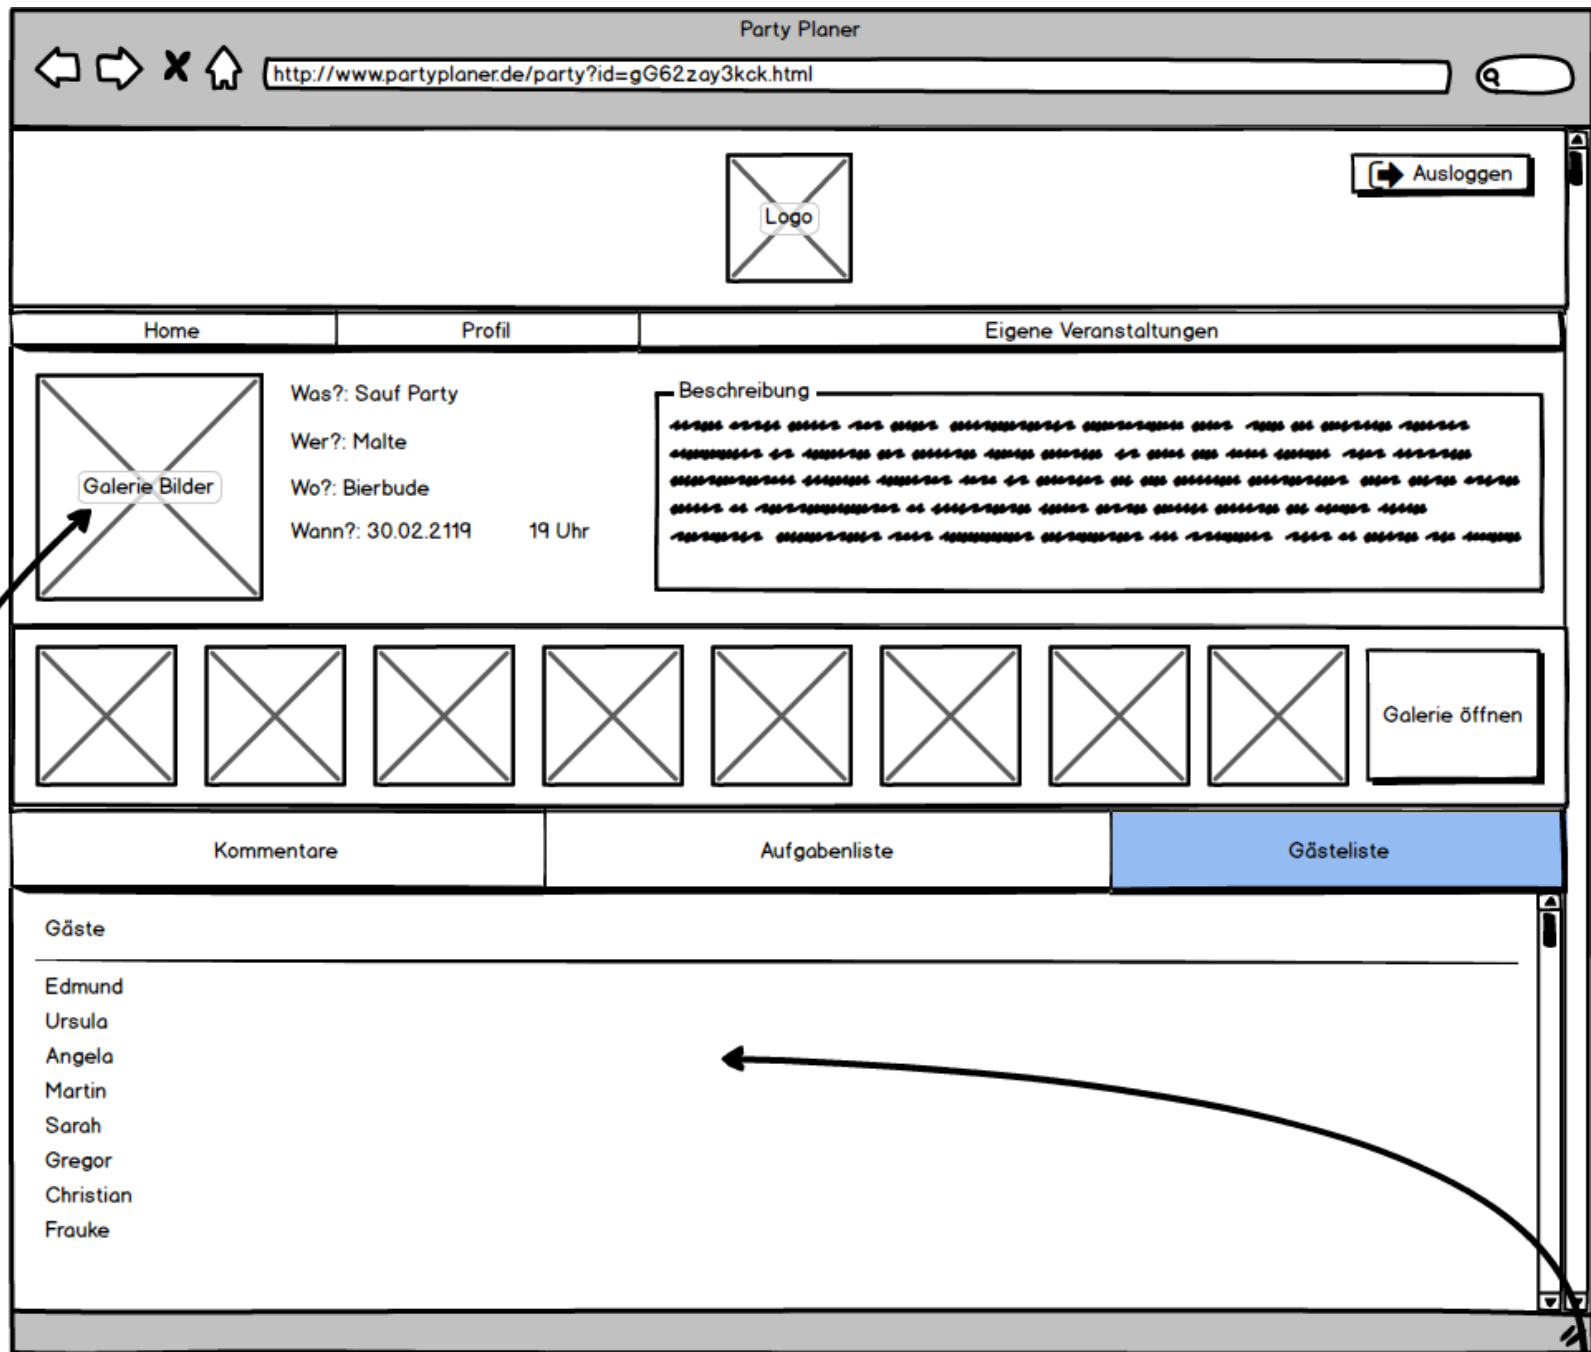 Party Planer
http://www.partyplaner.de/party?id=gG62zay3kck.html
Ausloggen
Logo
Home Profil Eigene Veranstaltungen
Galerie Bilder
Was?: Sauf Party
Wer?: Malte
Wo?: Bierbude
Wann?: 30.02.2119 19 Uhr
Beschreibung
Galerie öffnen
Kommentare Aufgabenliste Gästeliste
Gäste
Edmund
Ursula
Angela
Martin
Sarah
Gregor
Christian
Frauke